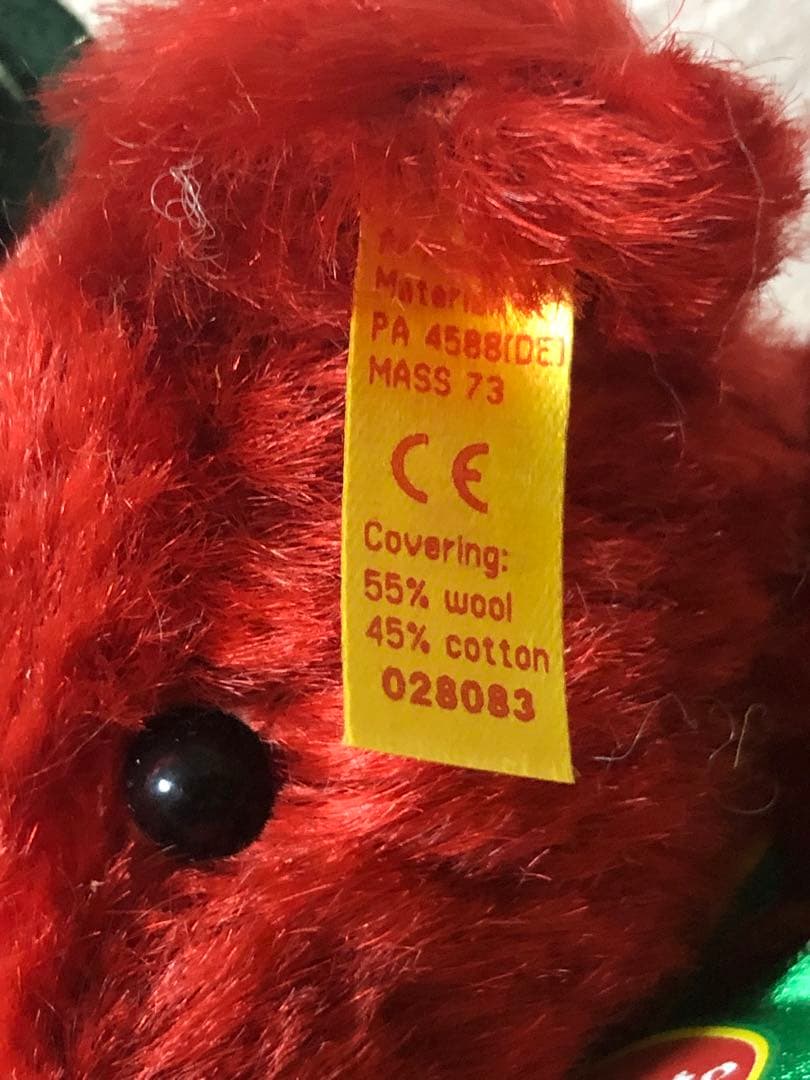 PA 4588(DE)
MASS 73
CE
Covering:
55% wool
45% cotton
028083